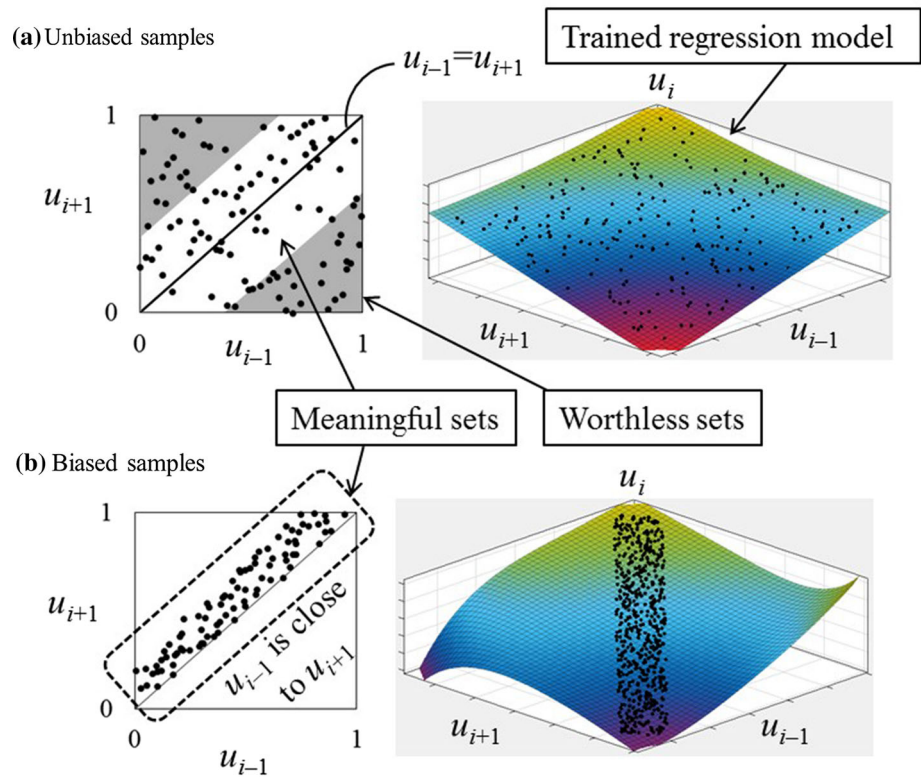 (a) Unbiased samples
Trained regression model
u_{i−1}=u_{i+1}
u_i
1
u_{i+1}
0
0
u_{i−1}
1
u_{i+1}
u_{i−1}
Meaningful sets
Worthless sets
(b) Biased samples
u_i
1
u_{i+1}
u_{i−1} is close
to u_{i+1}
0
0
u_{i−1}
1
u_{i+1}
u_{i−1}